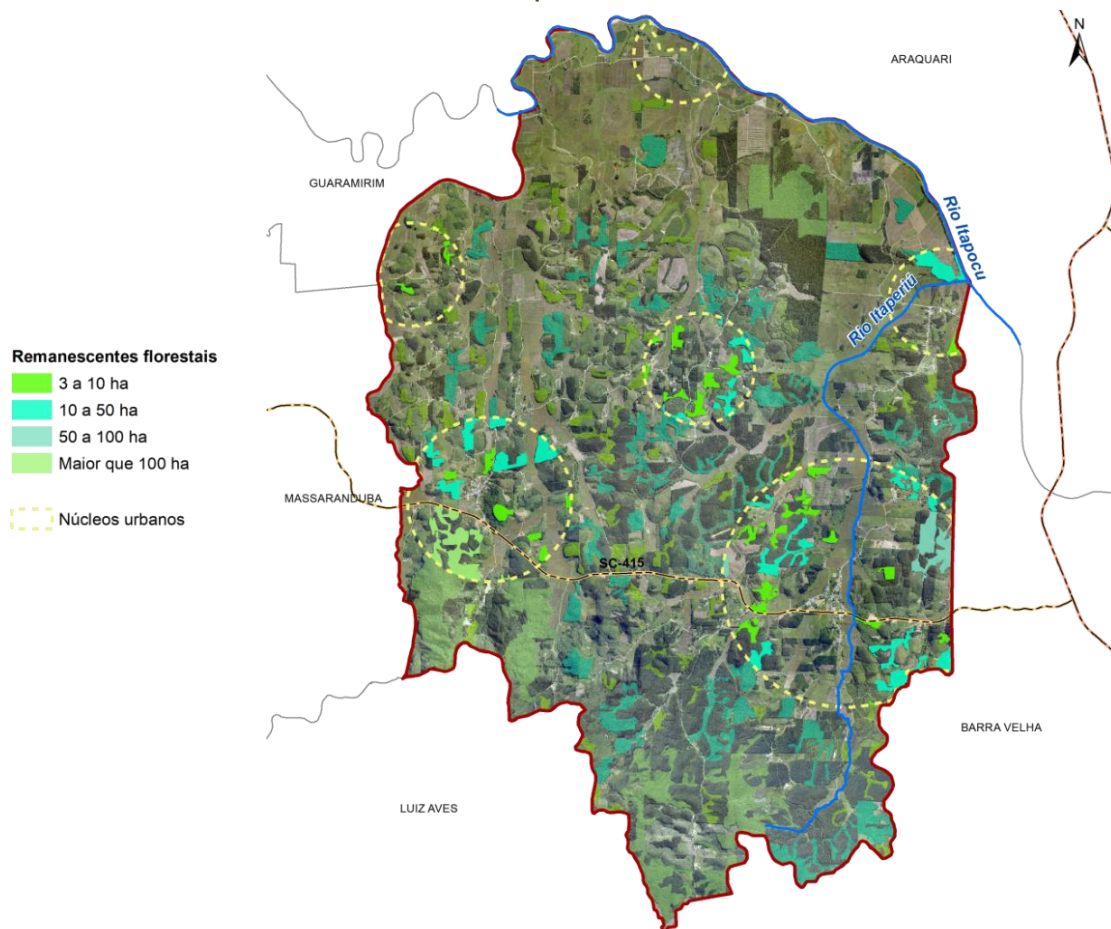 N
ARAQUARI
GUARAMIRIM
Rio Itapocu
Rio Itaperiú
Remanescentes florestais
3 a 10 ha
10 a 50 ha
50 a 100 ha
Maior que 100 ha
Núcleos urbanos
MASSARANDUBA
SC-415
BARRA VELHA
LUIZ AVES